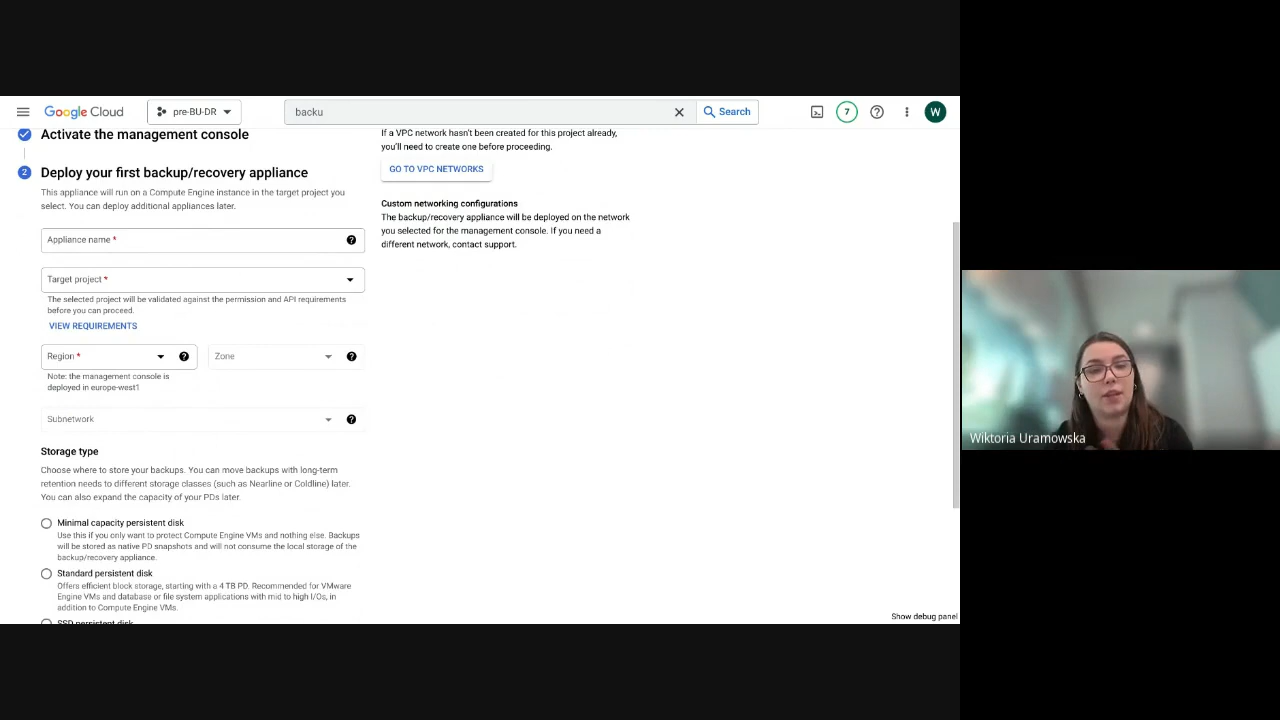 Google Cloud
pre-BU-DR
backu
Search
7
W
Activate the management console
2
Deploy your first backup/recovery appliance
This appliance will run on a Compute Engine instance in the target project you
select. You can deploy additional appliances later.
Appliance name *
Target project *
The selected project will be validated against the permission and API requirements
before you can proceed.
VIEW REQUIREMENTS
Region *
Zone
Note: the management console is
deployed in europe-west1
Subnetwork
Storage type
Choose where to store your backups. You can move backups with long-term
retention needs to different storage classes (such as Nearline or Coldline) later.
You can also expand the capacity of your PDs later.
Minimal capacity persistent disk
Use this if you only want to protect Compute Engine VMs and nothing else. Backups
will be stored as native PD snapshots and will not consume the local storage of the
backup/recovery appliance.
Standard persistent disk
Offers efficient block storage, starting with a 4 TB PD. Recommended for VMware
Engine VMs and database or file system applications with mid to high I/Os, in
addition to Compute Engine VMs.
SSD persistent disk
If a VPC network hasn't been created for this project already,
you'll need to create one before proceeding.
GO TO VPC NETWORKS
Custom networking configurations
The backup/recovery appliance will be deployed on the network
you selected for the management console. If you need a
different network, contact support.
Show debug panel
Wiktoria Uramowska